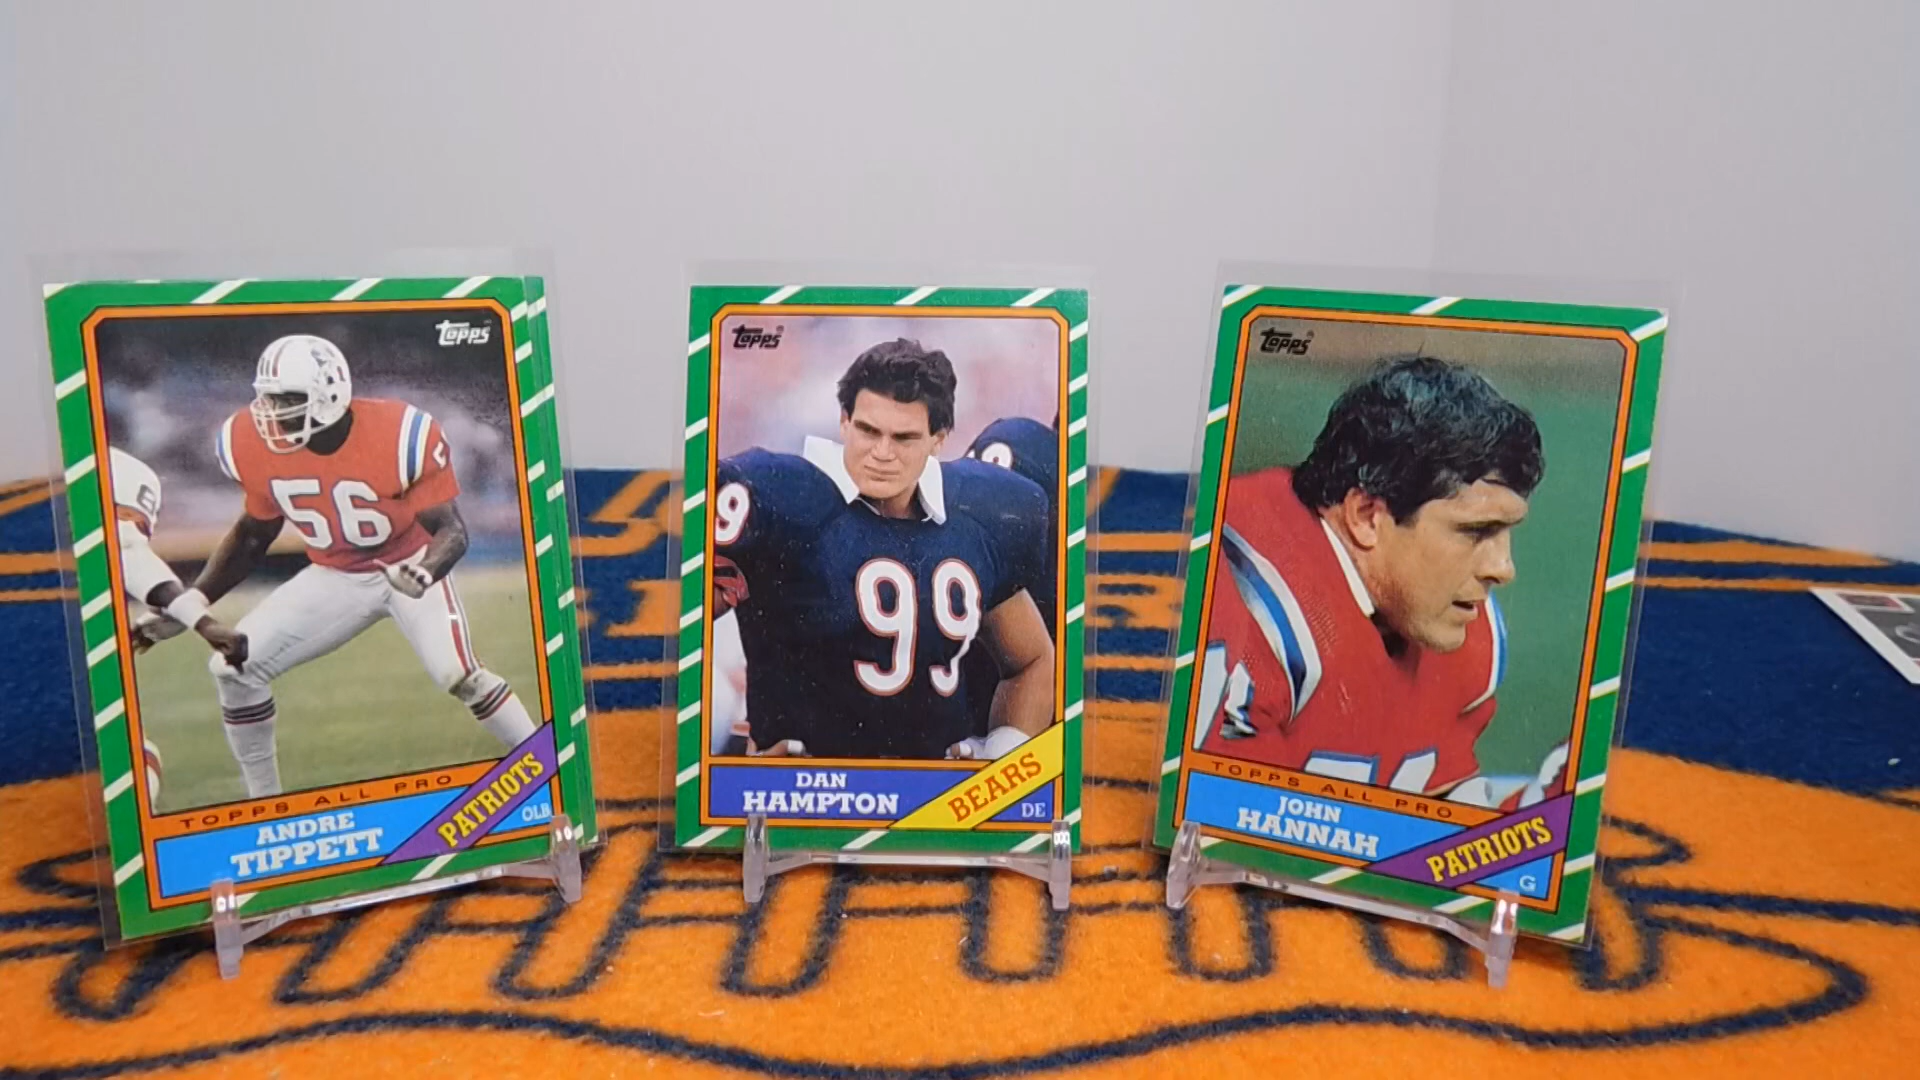 Topps
56
TOPPS ALL PRO
ANDRE
TIPPETT
PATRIOTS
OLB
Topps
9
99
DAN
HAMPTON
BEARS
DE
Topps
TOPPS ALL PRO
JOHN
HANNAH
PATRIOTS
G